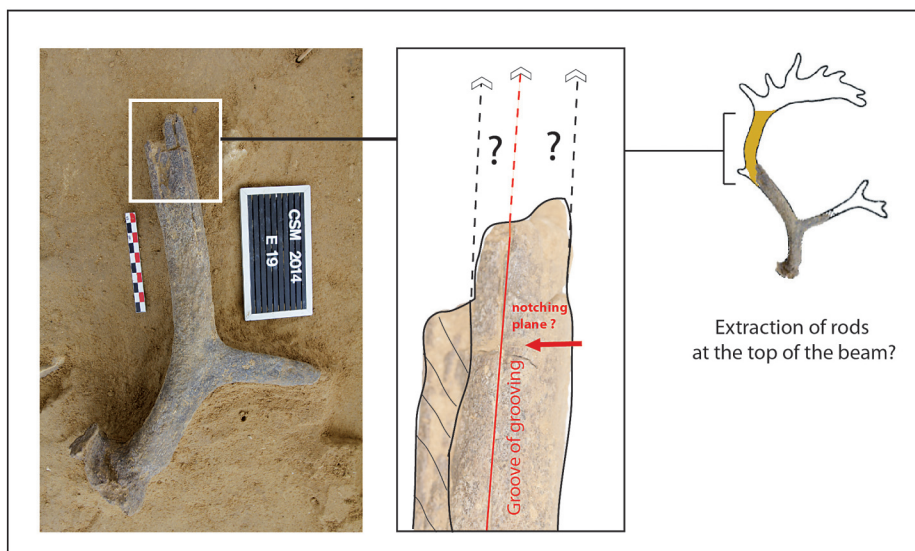 CSM 2014
E 19
?
?
notching
plane ?
Groove of grooving
Extraction of rods
at the top of the beam?